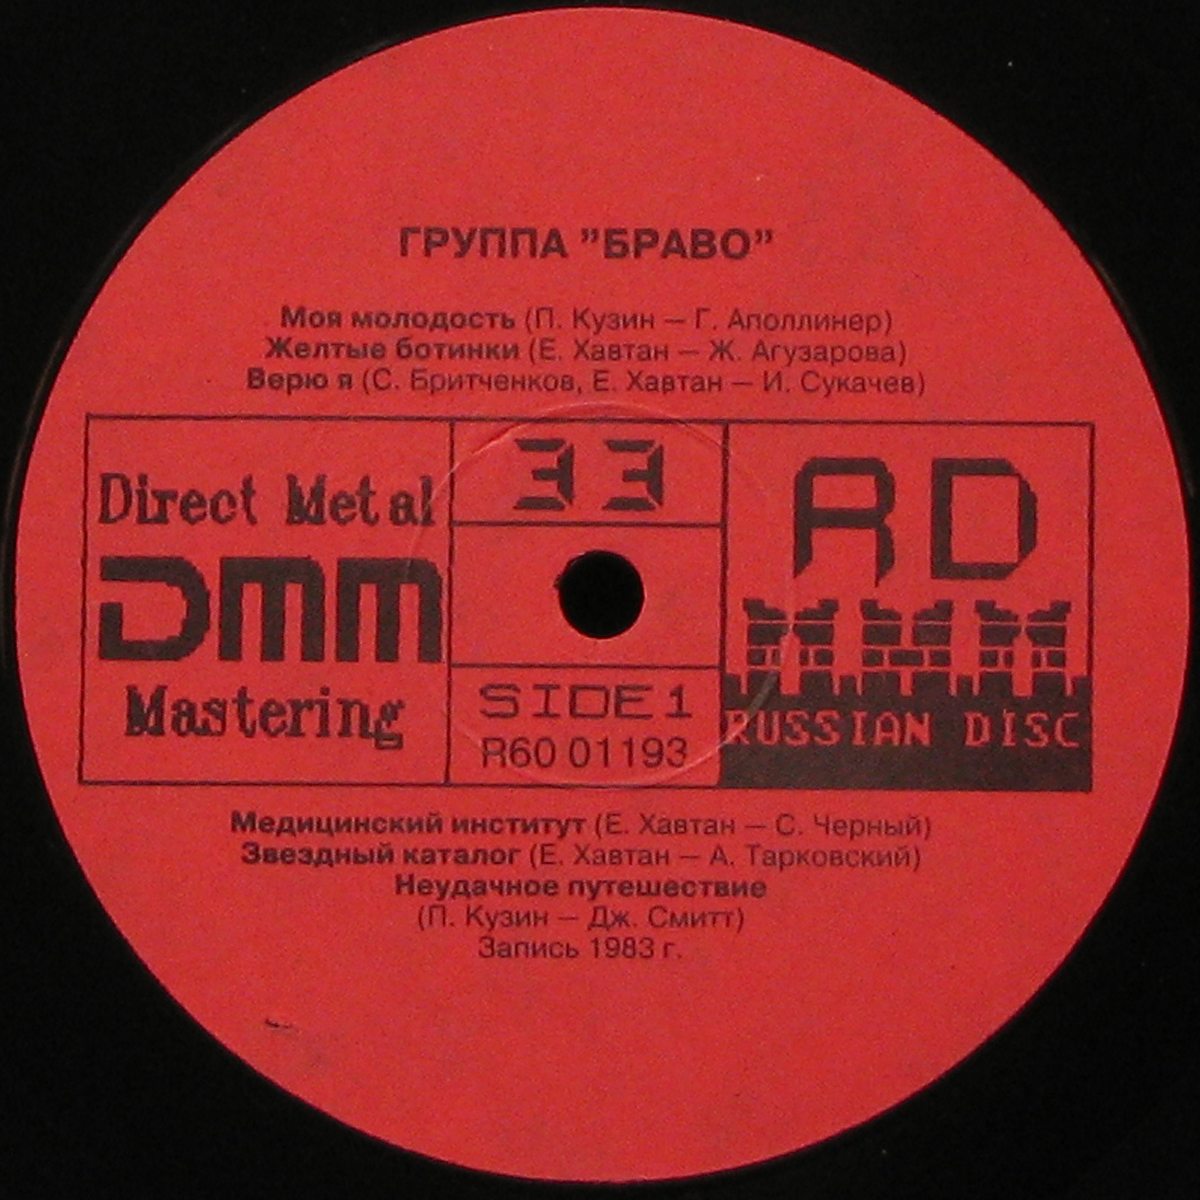 ГРУППА "БРАВО"
Моя молодость (П. Кузин — Г. Аполлинер)
Желтые ботинки (Е. Хавтан — Ж. Агузарова)
Верю я (С. Бритченков, Е. Хавтан — И. Сукачев)
Direct Metal
DMM
Mastering
33
SIDE 1
R60 01193
RD
RUSSIAN DISC
Медицинский институт (Е. Хавтан — С. Черный)
Звездный каталог (Е. Хавтан — А. Тарковский)
Неудачное путешествие
(П. Кузин — Дж. Смитт)
Запись 1983 г.